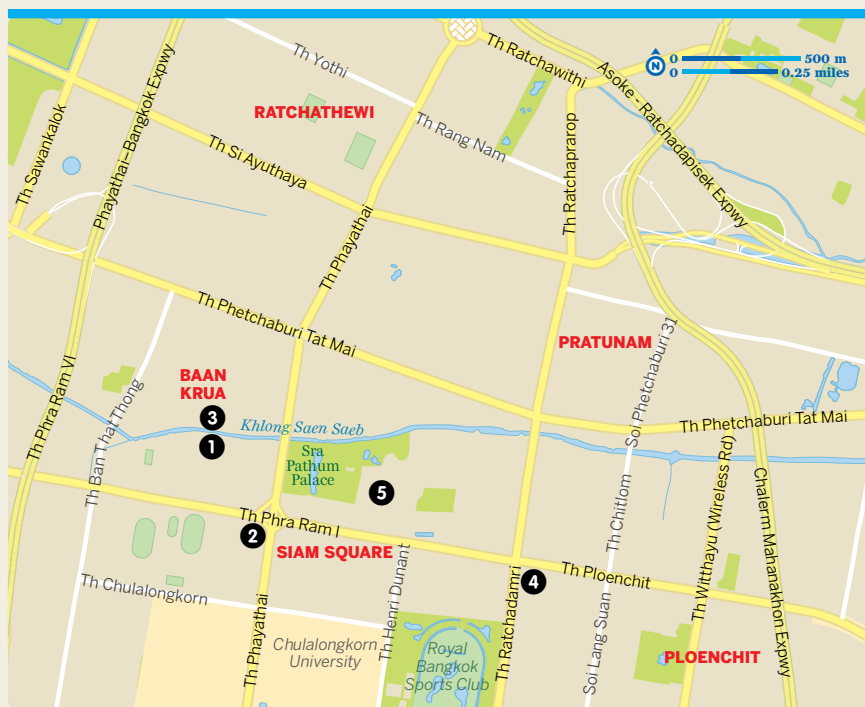 Th Ratchawithi
0 500 m
N
0 0.25 miles
Th Yothi
Asoke - Ratchadapisek Expwy
Phayathai–Bangkok Expwy
RATCHATHEWI
Th Sawankalok
Th Rang Nam
Th Si Ayuthaya
Th Ratchaprarop
Th Phayathai
Th Phetchaburi Tat Mai
PRATUNAM
Soi Phetchaburi 31
BAAN
KRUA
3
Khlong Saen Saeb
1
Th Phetchaburi Tat Mai
Th Phra Ram VI
Th Ban That Thong
Sra
Pathum
Palace
5
Th Witthayu (Wireless Rd)
Chalerm Mahanakhon Expwy
Th Phra Ram I
2
SIAM SQUARE
Th Chitlom
Th Ploenchit
4
Th Chulalongkorn
Th Henri Dunant
Th Ratchadamri
Soi Lang Suan
Th Phayathai
Chulalongkorn
University
Royal
Bangkok
Sports Club
PLOENCHIT